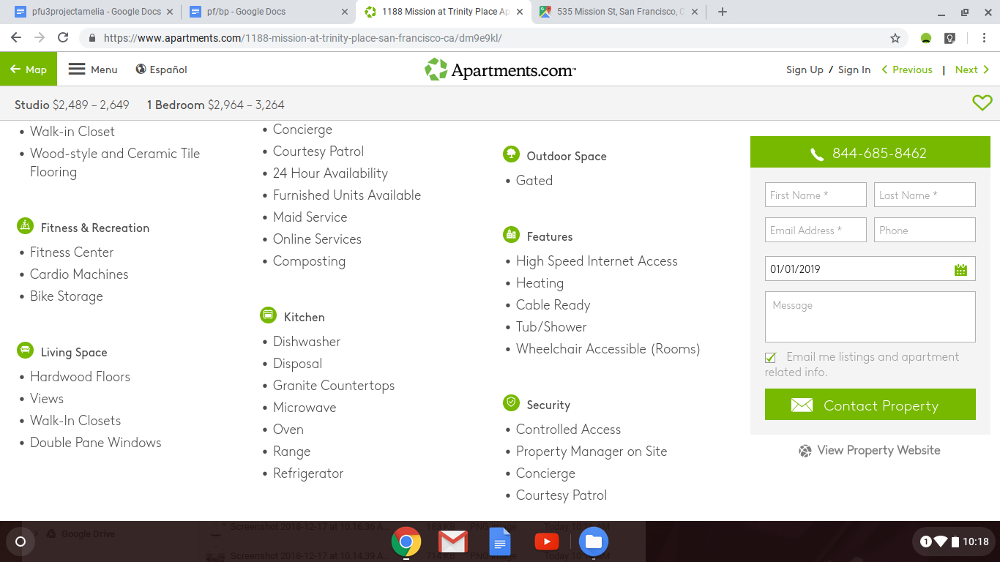 pfu3projectamelia - Google Docs
pf/bp - Google Docs
1188 Mission at Trinity Place Ap
535 Mission St, San Francisco, C
https://www.apartments.com/1188-mission-at-trinity-place-san-francisco-ca/dm9e9kl/
Map
Menu
Español
Apartments.com™
Sign Up / Sign In
Previous | Next
Studio $2,489 – 2,649 1 Bedroom $2,964 – 3,264
• Walk-in Closet
• Wood-style and Ceramic Tile
Flooring
Fitness & Recreation
• Fitness Center
• Cardio Machines
• Bike Storage
Living Space
• Hardwood Floors
• Views
• Walk-In Closets
• Double Pane Windows
• Concierge
• Courtesy Patrol
• 24 Hour Availability
• Furnished Units Available
• Maid Service
• Online Services
• Composting
Kitchen
• Dishwasher
• Disposal
• Granite Countertops
• Microwave
• Oven
• Range
• Refrigerator
Outdoor Space
• Gated
Features
• High Speed Internet Access
• Heating
• Cable Ready
• Tub/Shower
• Wheelchair Accessible (Rooms)
Security
• Controlled Access
• Property Manager on Site
• Concierge
• Courtesy Patrol
844-685-8462
First Name *
Last Name *
Email Address *
Phone
01/01/2019
Message
Email me listings and apartment
related info.
Contact Property
View Property Website
Screenshot 2018-12-17 at 10.16.36 A...
183 KB
Google Drive
Screenshot 2018-12-17 at 10.14.39 A...
714 KB
1
10:18